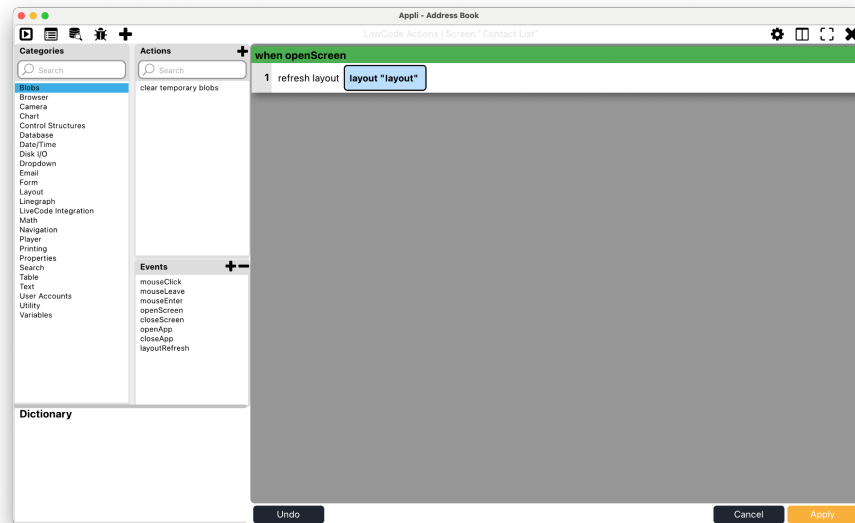 Appli - Address Book
LowCode Actions | Screen "Contact List"
Categories
Search
Blobs
Browser
Camera
Chart
Control Structures
Database
Date/Time
Disk I/O
Dropdown
Email
Form
Layout
Linegraph
LiveCode Integration
Math
Navigation
Player
Printing
Properties
Search
Table
Text
User Accounts
Utility
Variables
Actions
Search
clear temporary blobs
Events
mouseClick
mouseLeave
mouseEnter
openScreen
closeScreen
openApp
closeApp
layoutRefresh
Dictionary
when openScreen
1 refresh layout layout "layout"
Undo
Cancel
Apply